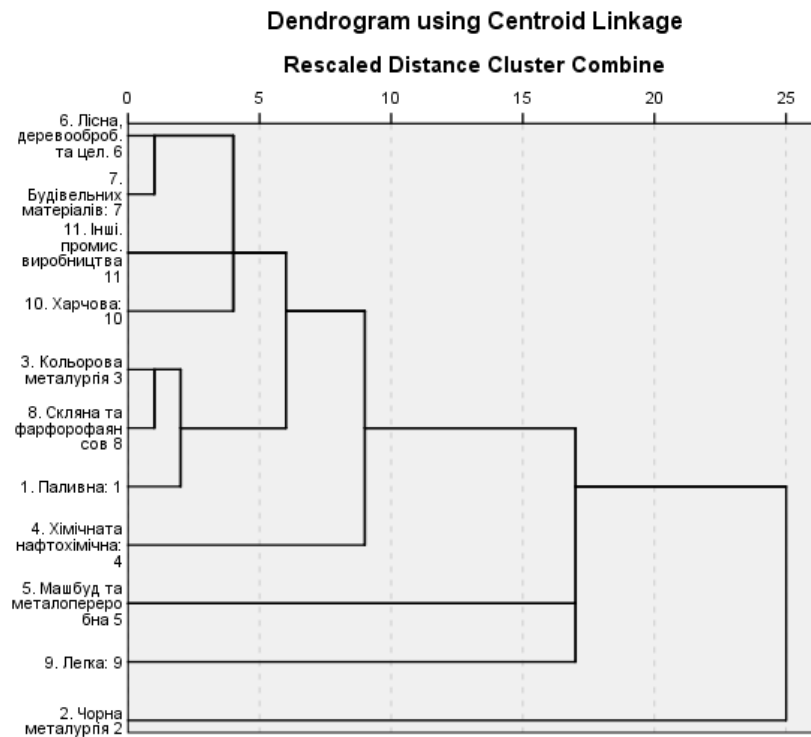 Dendrogram using Centroid Linkage
Rescaled Distance Cluster Combine
0 5 10 15 20 25
6. Лісна,
деревооброб.
та цел. 6
7.
Будівельних
матеріалів: 7
11. Інші.
промис.
виробництва
11
10. Харчова:
10
3. Кольорова
металургія 3
8. Скляна та
фарфорофаян
сов 8
1. Паливна: 1
4. Хімічната
нафтохімічна:
4
5. Машбуд та
металопереро
бна 5
9. Легка: 9
2. Чорна
металургія 2